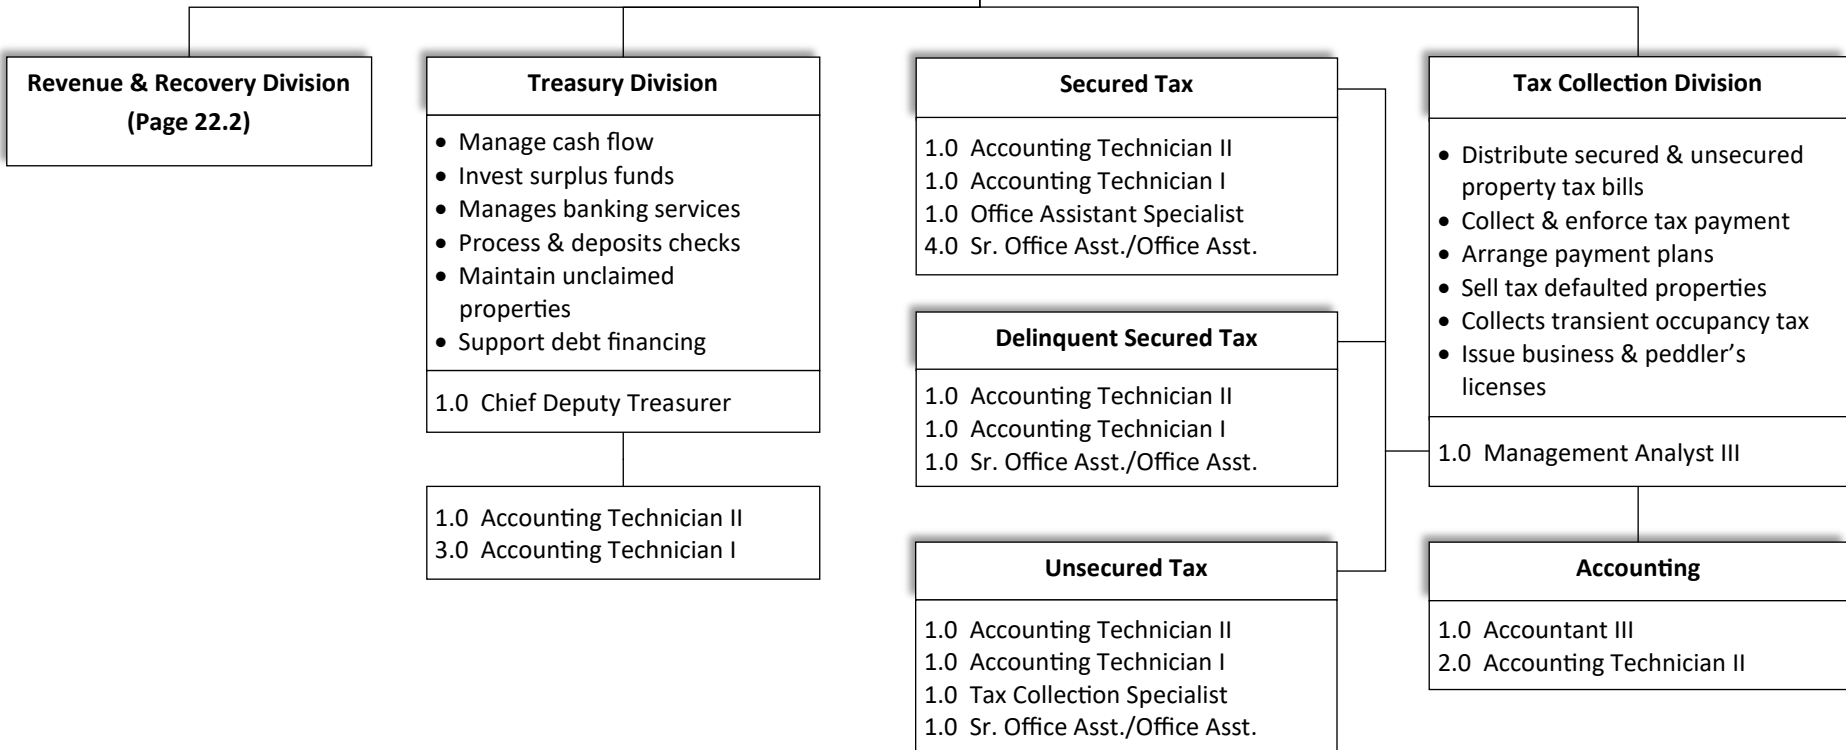 Revenue & Recovery Division
(Page 22.2)
Treasury Division
• Manage cash flow
• Invest surplus funds
• Manages banking services
• Process & deposits checks
• Maintain unclaimed
properties
• Support debt financing
1.0 Chief Deputy Treasurer
1.0 Accounting Technician II
3.0 Accounting Technician I
Secured Tax
1.0 Accounting Technician II
1.0 Accounting Technician I
1.0 Office Assistant Specialist
4.0 Sr. Office Asst./Office Asst.
Delinquent Secured Tax
1.0 Accounting Technician II
1.0 Accounting Technician I
1.0 Sr. Office Asst./Office Asst.
Unsecured Tax
1.0 Accounting Technician II
1.0 Accounting Technician I
1.0 Tax Collection Specialist
1.0 Sr. Office Asst./Office Asst.
Tax Collection Division
• Distribute secured & unsecured
property tax bills
• Collect & enforce tax payment
• Arrange payment plans
• Sell tax defaulted properties
• Collects transient occupancy tax
• Issue business & peddler’s
licenses
1.0 Management Analyst III
Accounting
1.0 Accountant III
2.0 Accounting Technician II